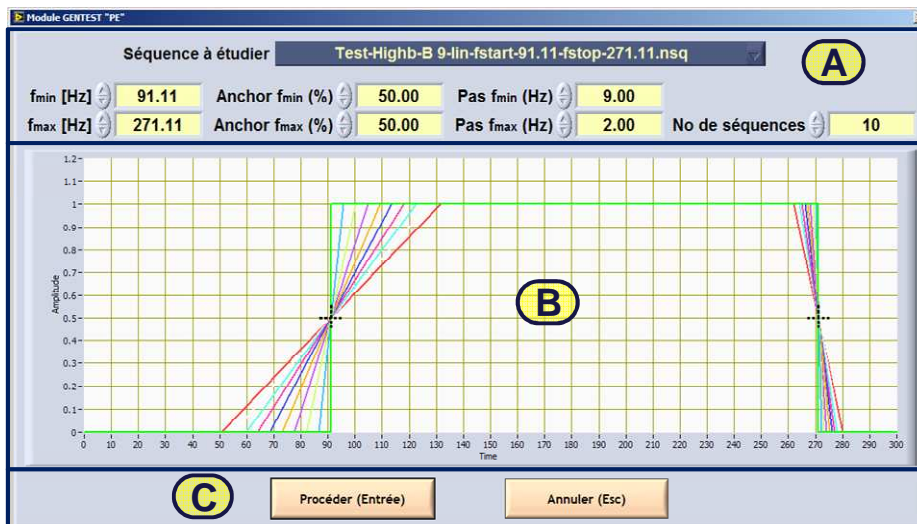 Module GENTEST "PE"
Séquence à étudier Test-Highb-B 9-lin-fstart-91.11-fstop-271.11.nsq
A
fmin [Hz] 91.11 Anchor fmin (%) 50.00 Pas fmin (Hz) 9.00
fmax [Hz] 271.11 Anchor fmax (%) 50.00 Pas fmax (Hz) 2.00 No de séquences 10
1.2
1.1
1
0.9
0.8
0.7
0.6
0.5
0.4
0.3
0.2
0.1
0
Amplitude
B
0 10 20 30 40 50 60 70 80 90 100 110 120 130 140 150 160 170 180 190 200 210 220 230 240 250 260 270 280 290 300
Time
C
Procéder (Entrée) Annuler (Esc)